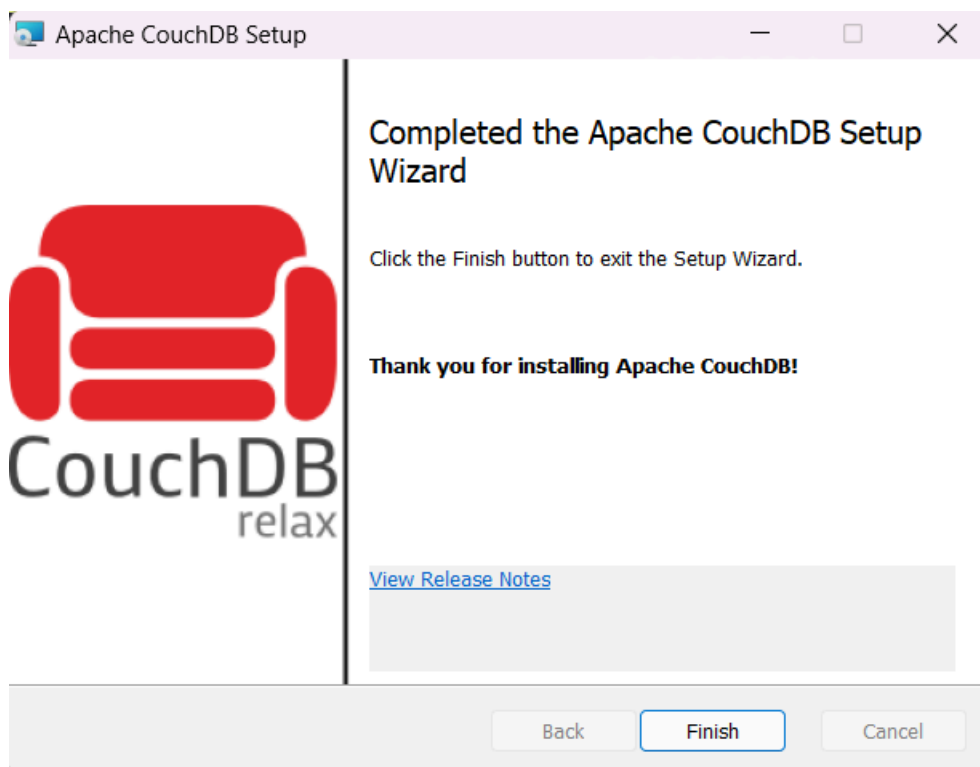 Apache CouchDB Setup
Completed the Apache CouchDB Setup
Wizard
Click the Finish button to exit the Setup Wizard.
Thank you for installing Apache CouchDB!
CouchDB
relax
View Release Notes
Back
Finish
Cancel